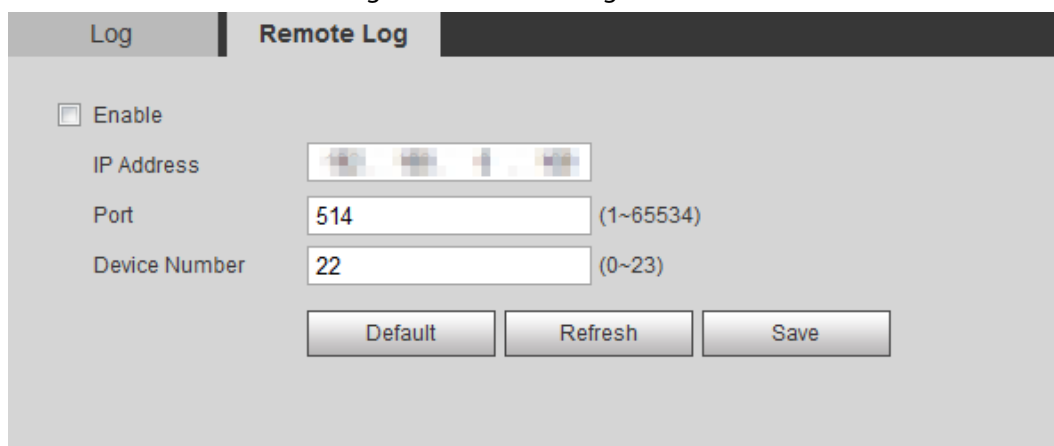 Log Remote Log
Enable
IP Address
Port 514 (1~65534)
Device Number 22 (0~23)
Default Refresh Save